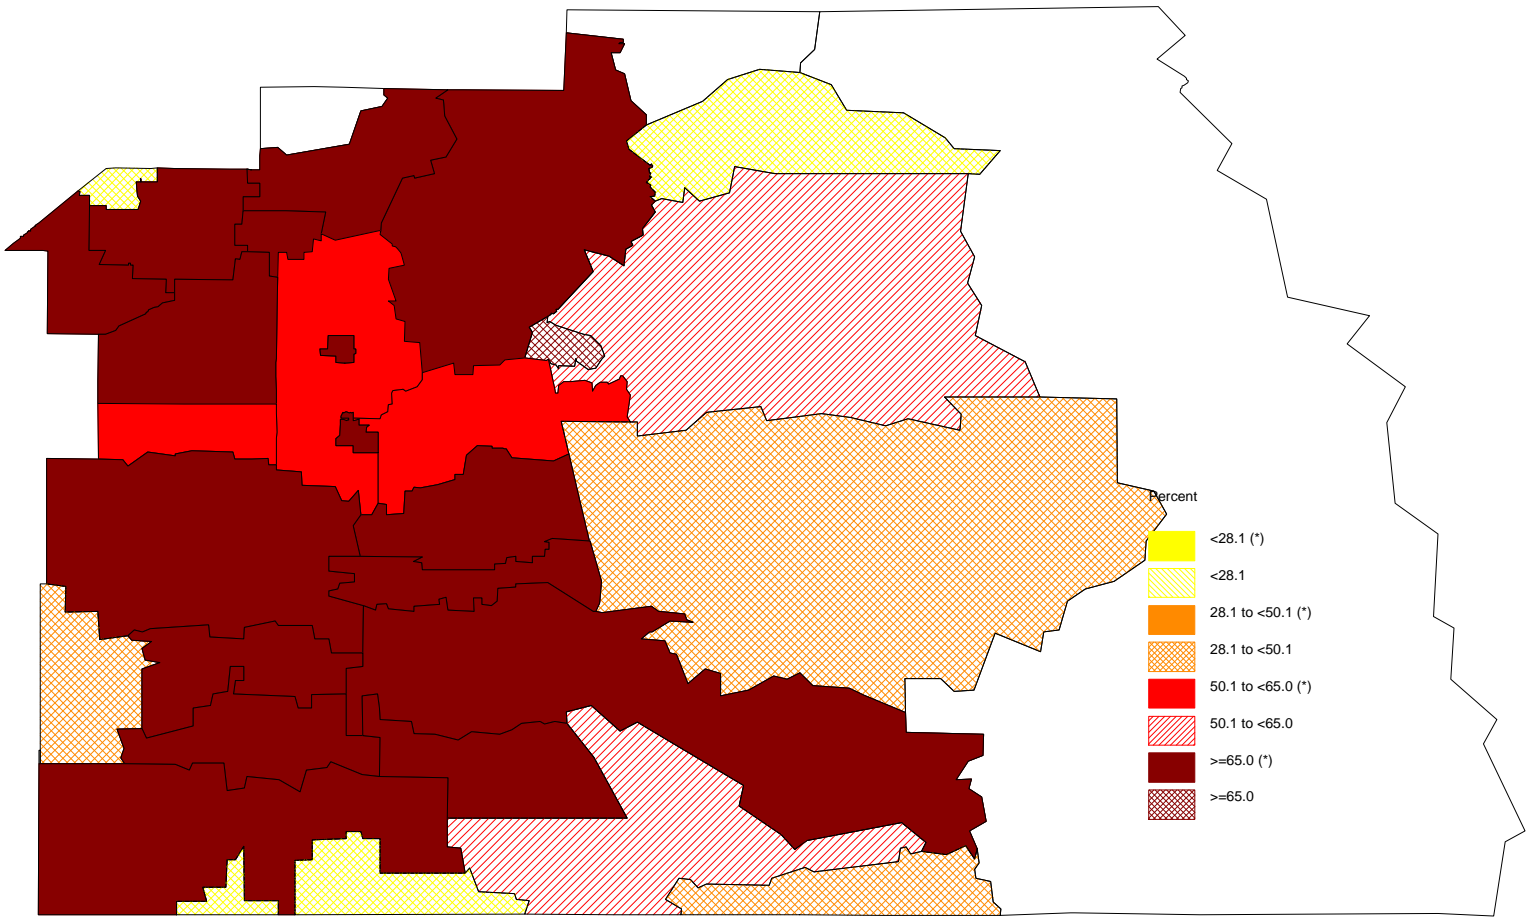 Percent
<28.1 (*)
<28.1
28.1 to <50.1 (*)
28.1 to <50.1
50.1 to <65.0 (*)
50.1 to <65.0
>=65.0 (*)
>=65.0